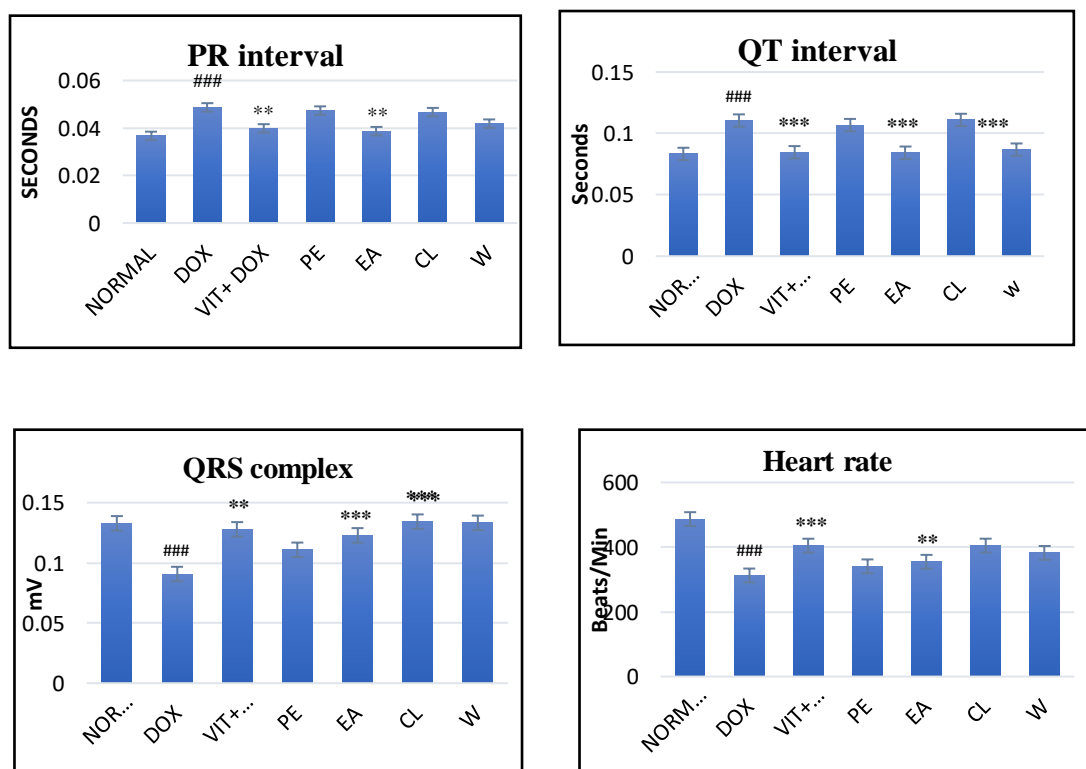 PR interval
SECONDS
0.06
0.04
0.02
0
###
**
**
NORMAL
DOX
VIT+ DOX
PE
EA
CL
W
QT interval
Seconds
0.15
0.1
0.05
0
###
***
***
***
NOR...
DOX
VIT+...
PE
EA
CL
w
QRS complex
mV
0.15
0.1
0.05
0
###
**
***
NOR...
DOX
VIT+...
PE
EA
CL
W
Heart rate
Beats/Min
600
400
200
0
###
***
**
NORM...
DOX
VIT+...
PE
EA
CL
W